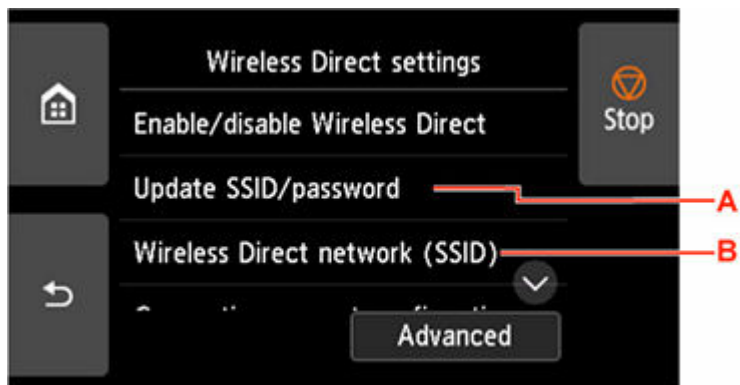 Wireless Direct settings
Stop
Enable/disable Wireless Direct
Update SSID/password
A
Wireless Direct network (SSID)
B
Advanced